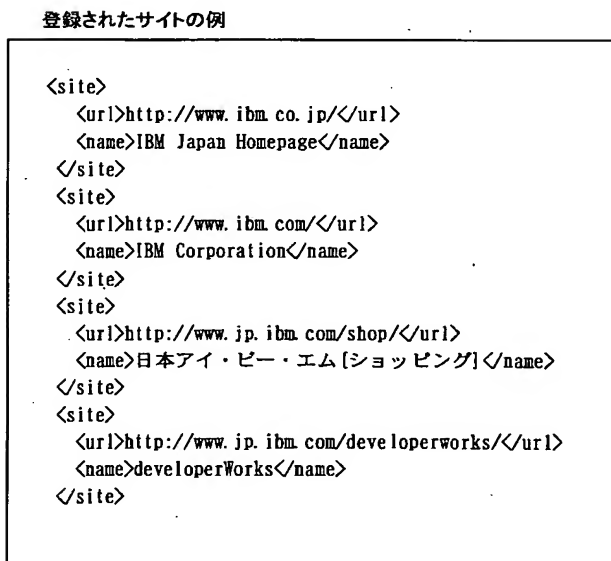 登録されたサイトの例
<site>
<url>http://www.ibm.co.jp/</url>
<name>IBM Japan Homepage</name>
</site>
<site>
<url>http://www.ibm.com/</url>
<name>IBM Corporation</name>
</site>
<site>
<url>http://www.jp.ibm.com/shop/</url>
<name>日本アイ・ビー・エム[ショッピング]</name>
</site>
<site>
<url>http://www.jp.ibm.com/developerworks/</url>
<name>developerWorks</name>
</site>